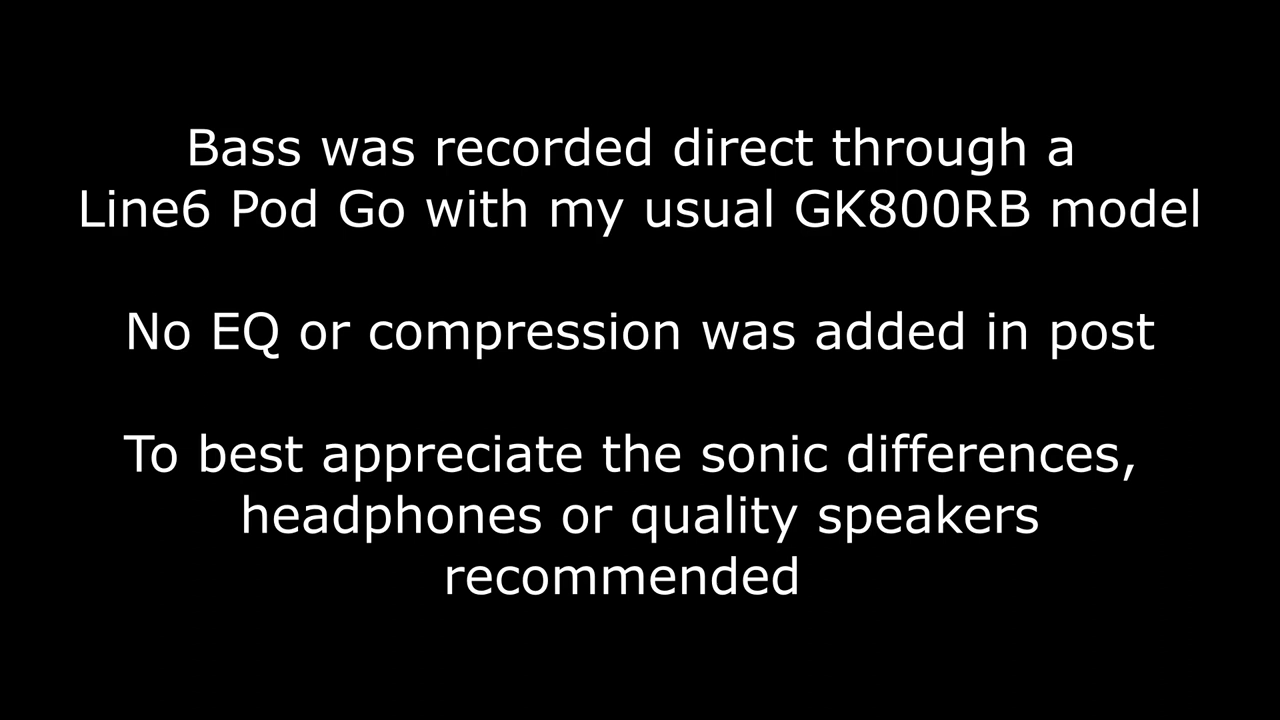 Bass was recorded direct through a
Line6 Pod Go with my usual GK800RB model
No EQ or compression was added in post
To best appreciate the sonic differences,
headphones or quality speakers
recommended